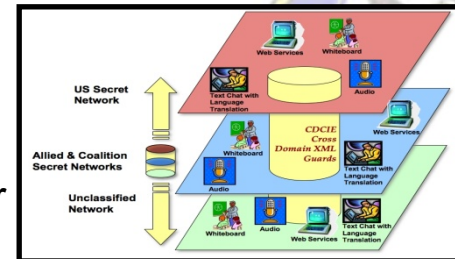 Web Services
Whiteboard
Text Chat with
Language
Translation
Audio
US Secret
Network
Allied & Coalition
Secret Networks
Unclassified
Network
CDCIE
Cross
Domain XML
Guards
Web Services
Whiteboard
Audio
Text Chat with
Language
Translation
Whiteboard
Audio
Web Services
Text Chat with
Language
Translation
r